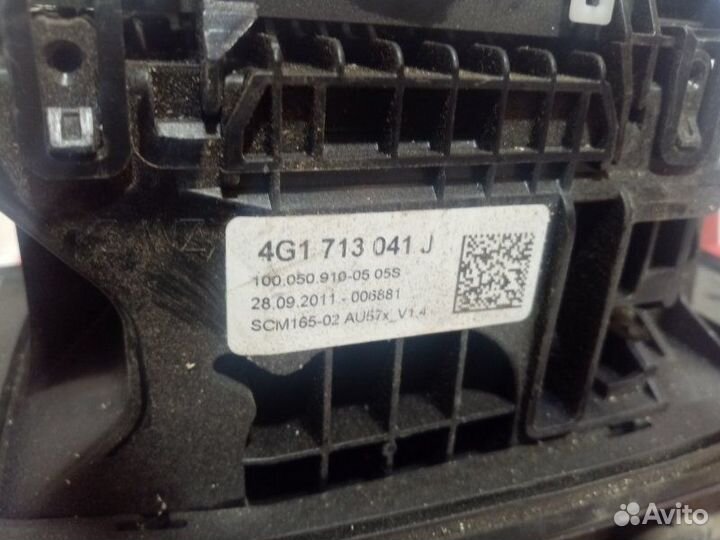 4G1 713 041 J
100.050.910-05 05S
28.09.2011 - 006881
SCM165-02 AU57x_V1.4
Avito